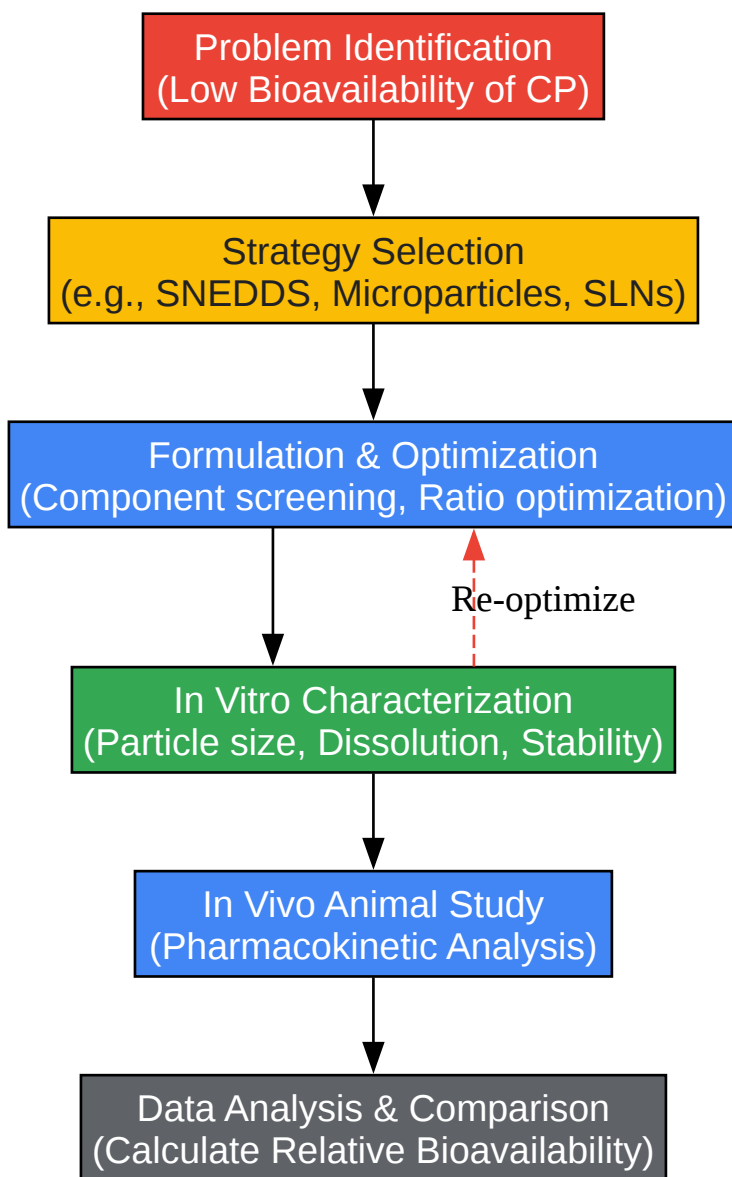 Problem Identification
(Low Bioavailability of CP)
Strategy Selection
(e.g., SNEDDS, Microparticles, SLNs)
Formulation & Optimization
(Component screening, Ratio optimization)
Re-optimize
In Vitro Characterization
(Particle size, Dissolution, Stability)
In Vivo Animal Study
(Pharmacokinetic Analysis)
Data Analysis & Comparison
(Calculate Relative Bioavailability)